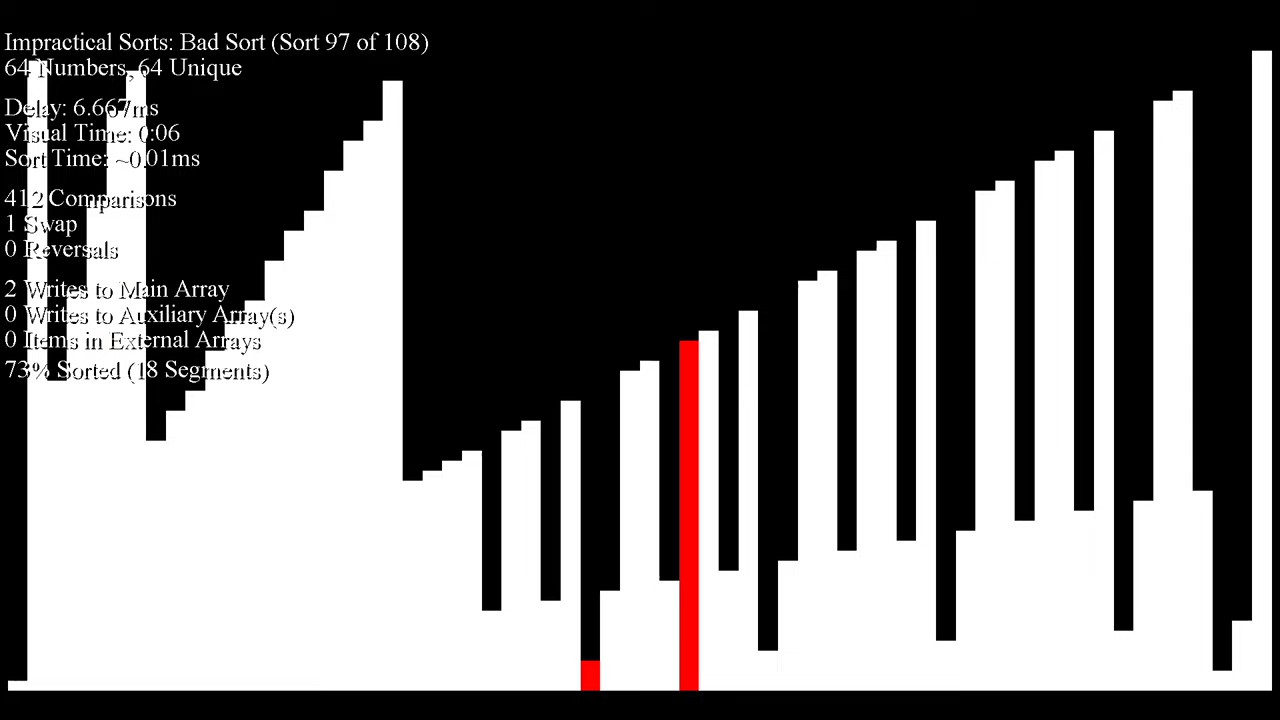 Impractical Sorts: Bad Sort (Sort 97 of 108)
64 Numbers, 64 Unique
Delay: 6.667ms
Visual Time: 0:06
Sort Time: ~0.01ms
412 Comparisons
1 Swap
0 Reversals
2 Writes to Main Array
0 Writes to Auxiliary Array(s)
0 Items in External Arrays
73% Sorted (18 Segments)